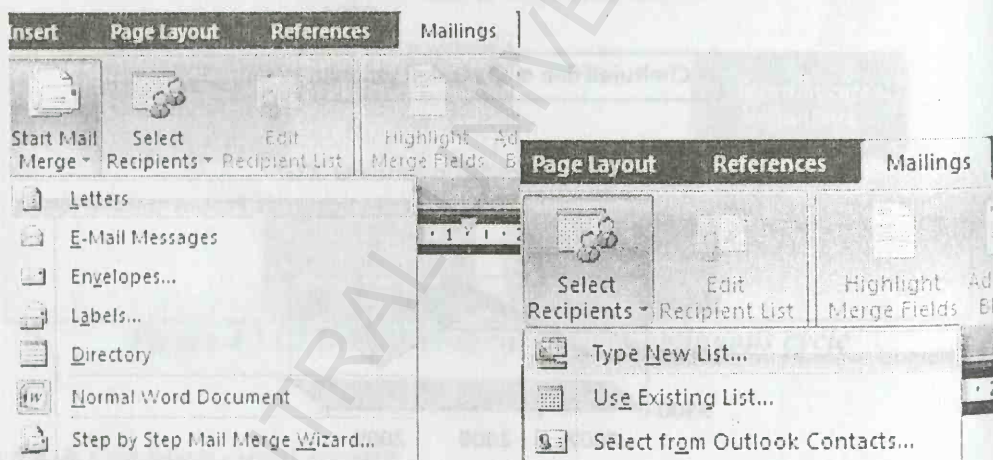 Insert Page Layout References Mailings
Start Mail Merge Select Recipients Edit Recipient List Highlight Merge Fields
Letters
E-Mail Messages
Envelopes...
Labels...
Directory
Normal Word Document
Step by Step Mail Merge Wizard...
Page Layout References Mailings
Select Recipients Edit Recipient List Highlight Merge Fields
Type New List...
Use Existing List...
Select from Outlook Contacts...